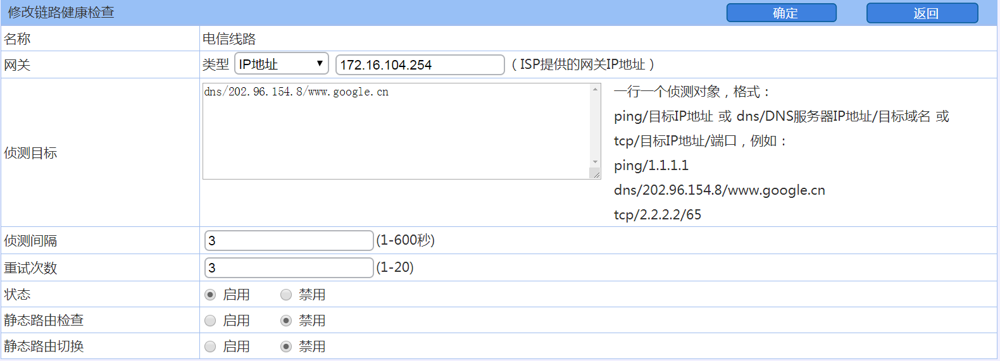 修改链路健康检查 确定 返回
名称 电信线路
网关 类型 IP地址 172.16.104.254 （ISP提供的网关IP地址）
侦测目标
dns/202.96.154.8/www.google.cn
一行一个侦测对象，格式：
ping/目标IP地址 或 dns/DNS服务器IP地址/目标域名 或
tcp/目标IP地址/端口，例如：
ping/1.1.1.1
dns/202.96.154.8/www.google.cn
tcp/2.2.2.2/65
侦测间隔 3 (1-600秒)
重试次数 3 (1-20)
状态 启用 禁用
静态路由检查 启用 禁用
静态路由切换 启用 禁用